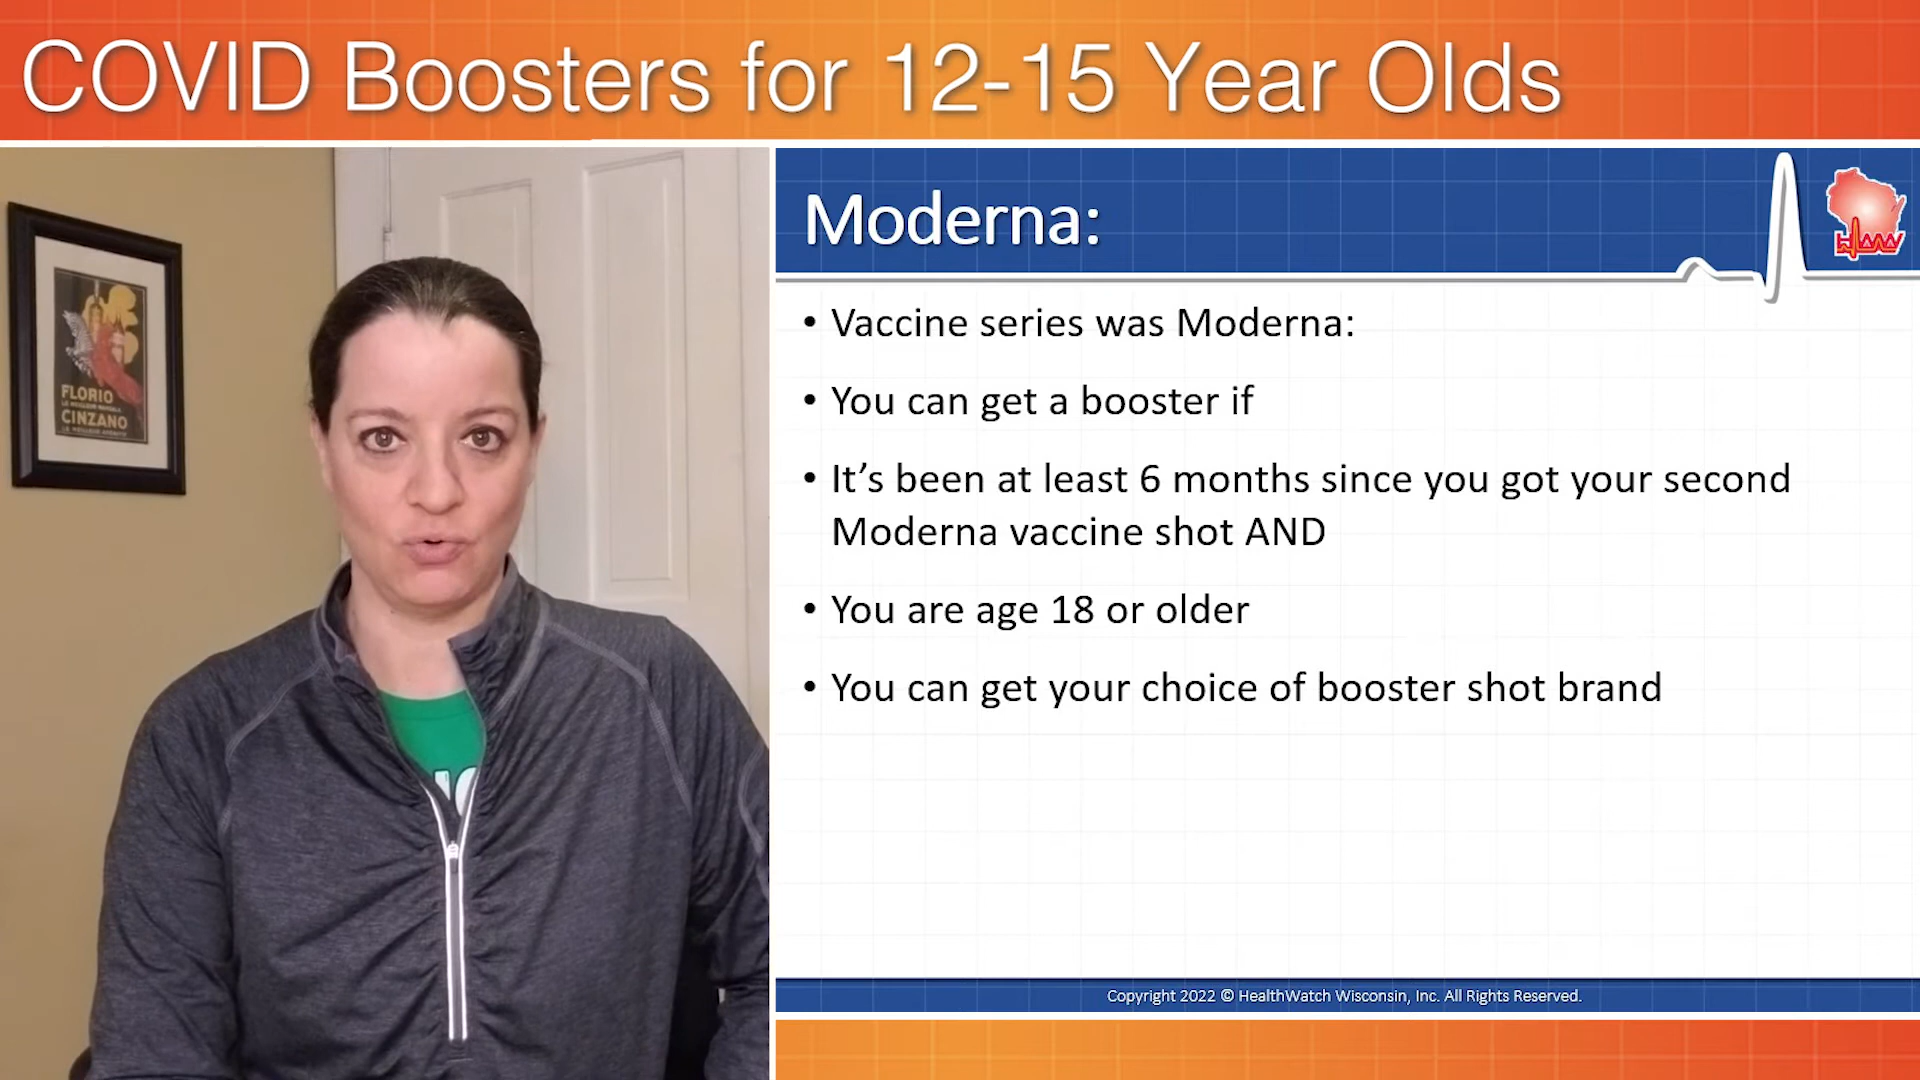 COVID Boosters for 12-15 Year Olds
FLORIO
CINZANO
Moderna:
HWW
• Vaccine series was Moderna:
• You can get a booster if
• It’s been at least 6 months since you got your second
Moderna vaccine shot AND
• You are age 18 or older
• You can get your choice of booster shot brand
Copyright 2022 © HealthWatch Wisconsin, Inc. All Rights Reserved.